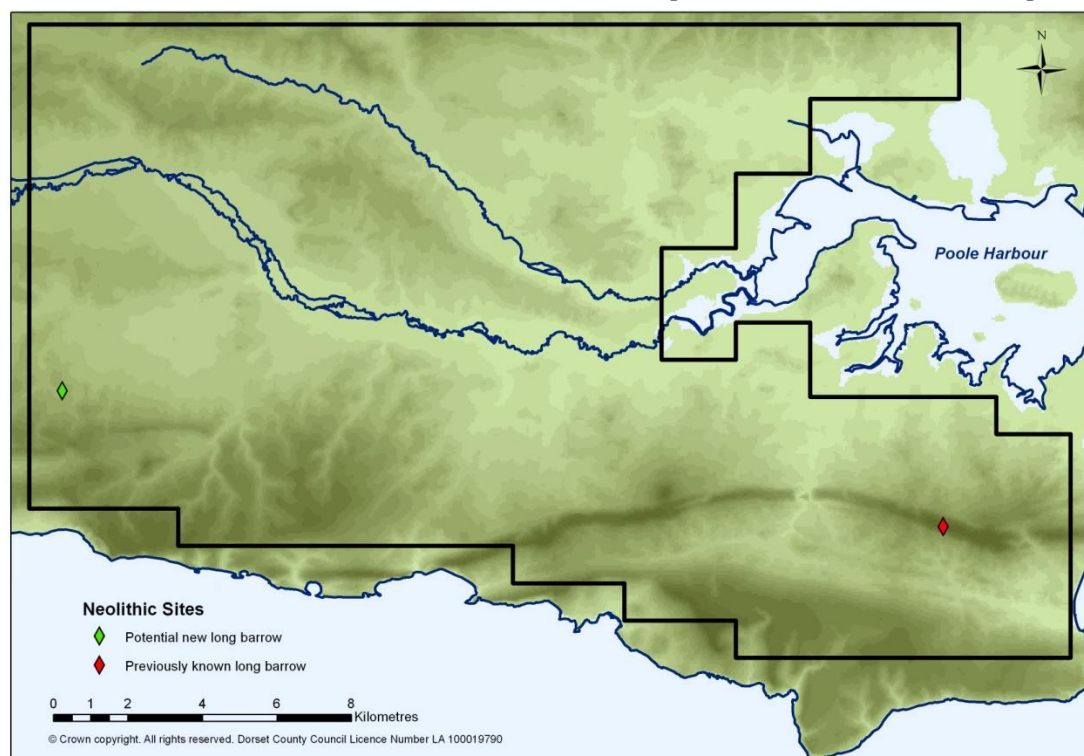 N
Poole Harbour
Neolithic Sites
Potential new long barrow
Previously known long barrow
0 1 2 4 6 8
Kilometres
© Crown copyright. All rights reserved. Dorset County Council Licence Number LA 100019790